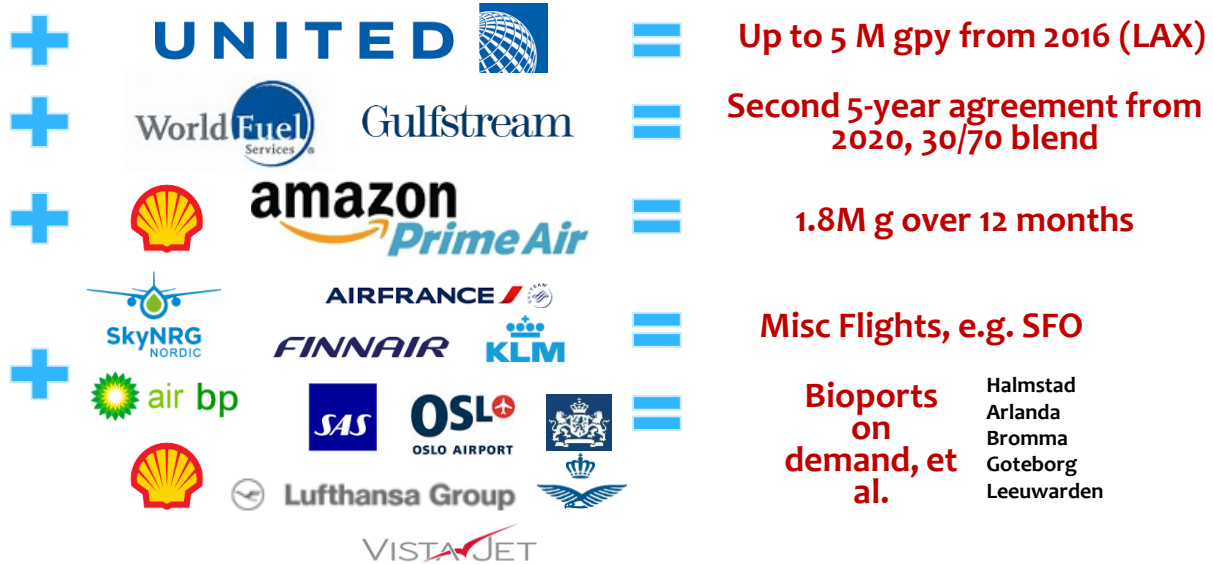 UNITED
Up to 5 M gpy from 2016 (LAX)
World Fuel
Services
Gulfstream
Second 5-year agreement from
2020, 30/70 blend
amazon
Prime Air
1.8M g over 12 months
SkyNRG
NORDIC
AIRFRANCE
FINNAIR
KLM
Misc Flights, e.g. SFO
air bp
SAS
OSLO
OSLO AIRPORT
Bioports
on
demand, et
al.
Halmstad
Arlanda
Bromma
Goteborg
Leeuwarden
Lufthansa Group
VISTAJET